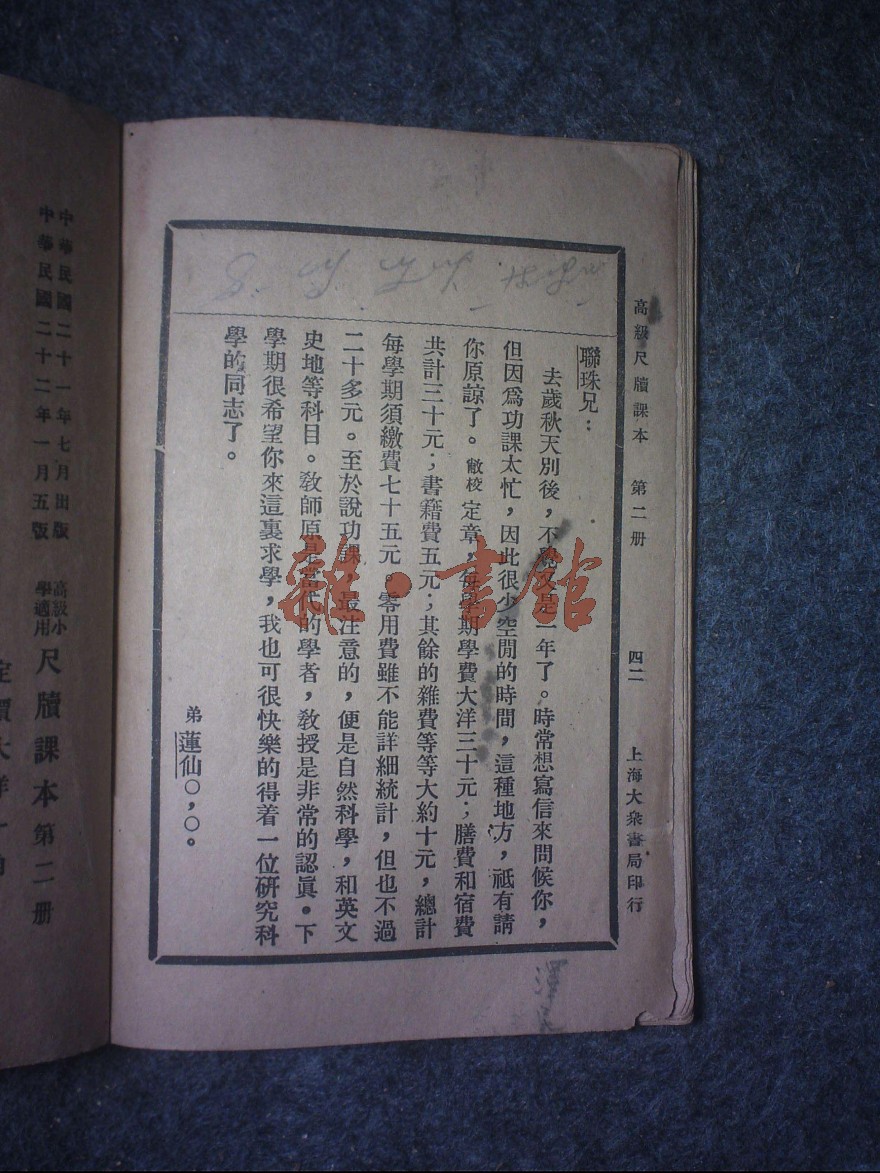 高級尺牘課本　第二册　四二　上海大衆書局印行
聯珠兄：
去歲秋天別後，不覺又是一年了。時常想寫信來問候你，
但因爲功課太忙，因此很少空閒的時間，這種地方，祗有請
你原諒了。敝校定章，每學期學費大洋三十元；膳費和宿費
共計三十元；書籍費五元；其餘的雜費等等大約十元，總計
每學期須繳費七十五元。零用費雖不能詳細統計，但也不過
二十多元。至於說功課，最注意的，便是自然科學，和英文
史地等科目。教師原是當代的學者，教授是非常的認眞。下
學期很希望你來這裏求學，我也可很快樂的得着一位研究科
學的同志了。
弟蓮仙〇，〇。
雜·書館
中華民國二十一年七月出版
中華民國二十二年一月五版
高級小學適用 尺牘課本第二册
定價大洋